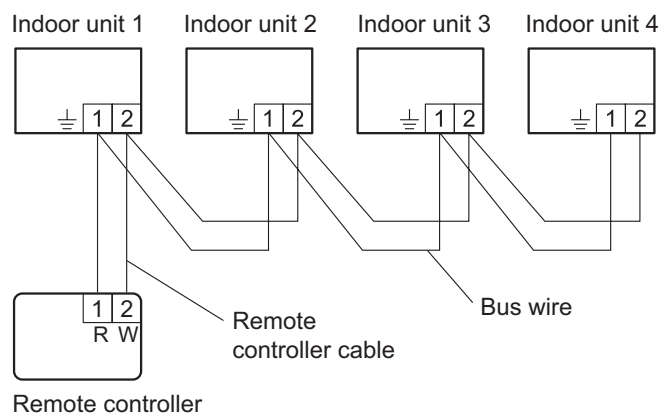 Indoor unit 1 Indoor unit 2 Indoor unit 3 Indoor unit 4
1 2 1 2 1 2 1 2
1 2
R W
Remote
controller cable
Bus wire
Remote controller